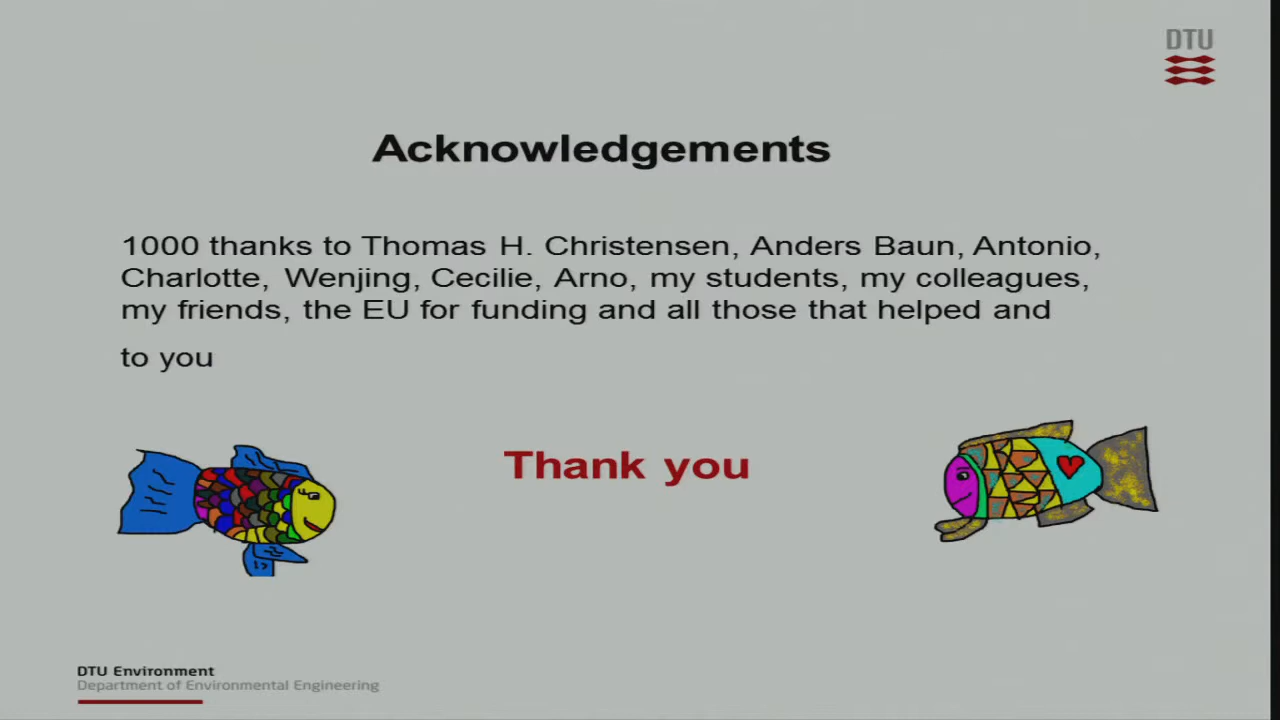 DTU
Acknowledgements
1000 thanks to Thomas H. Christensen, Anders Baun, Antonio,
Charlotte, Wenjing, Cecilie, Arno, my students, my colleagues,
my friends, the EU for funding and all those that helped and
to you
Thank you
DTU Environment
Department of Environmental Engineering